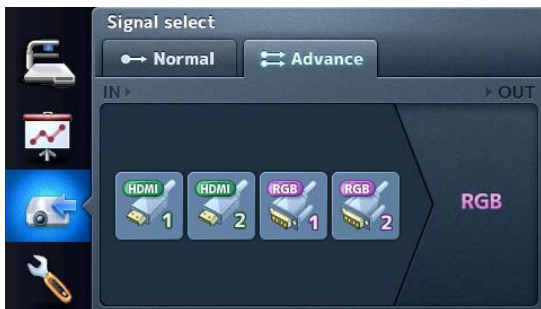 Signal select
Normal
Advance
IN
OUT
HDMI 1
HDMI 2
RGB 1
RGB 2
RGB